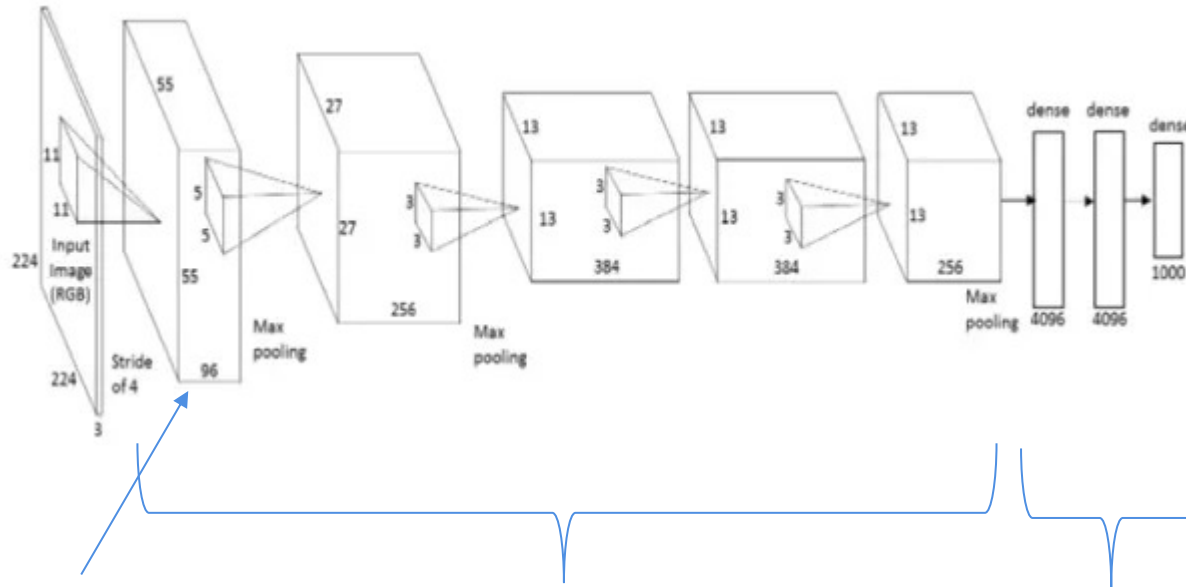 224
11
11
Input
Image
(RGB)
224
3
Stride
of 4
55
55
96
5
5
Max
pooling
27
27
256
3
3
Max
pooling
13
13
384
3
3
13
13
384
3
3
13
13
256
Max
pooling
dense
4096
dense
4096
dense
1000